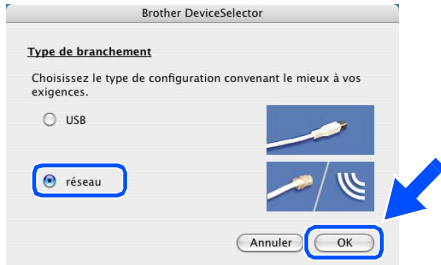 Brother DeviceSelector
Type de branchement
Choisissez le type de configuration convenant le mieux à vos
exigences.
USB
réseau
Annuler
OK